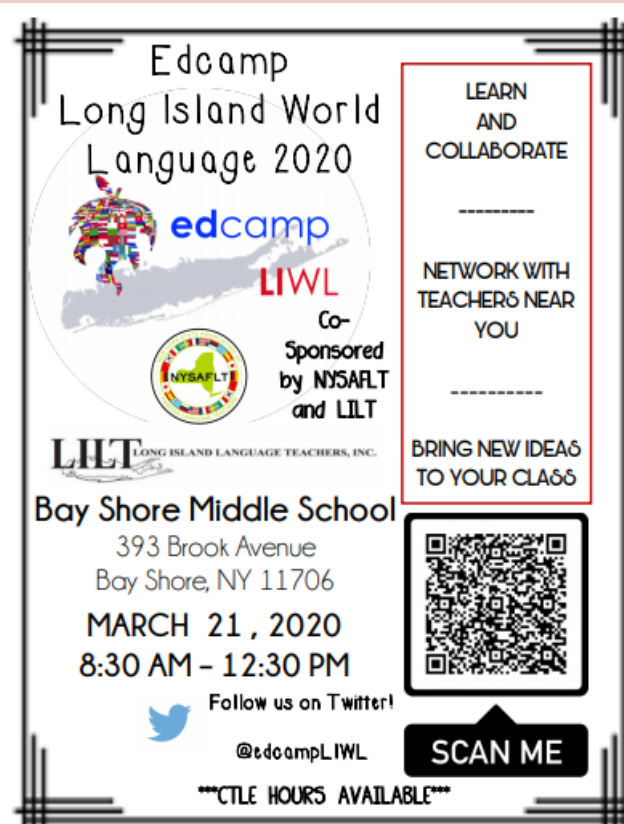 Edcamp
Long Island World
Language 2020
edcamp
LIWL
Co-
Sponsored
by NYSAFLT
and LILT
NYSAFLT
LILT LONG ISLAND LANGUAGE TEACHERS, INC.
Bay Shore Middle School
393 Brook Avenue
Bay Shore, NY 11706
MARCH 21, 2020
8:30 AM – 12:30 PM
Follow us on Twitter!
@edcampLIWL
***CTLE HOURS AVAILABLE***
LEARN
AND
COLLABORATE
---------
NETWORK WITH
TEACHERS NEAR
YOU
----------
BRING NEW IDEAS
TO YOUR CLASS
SCAN ME